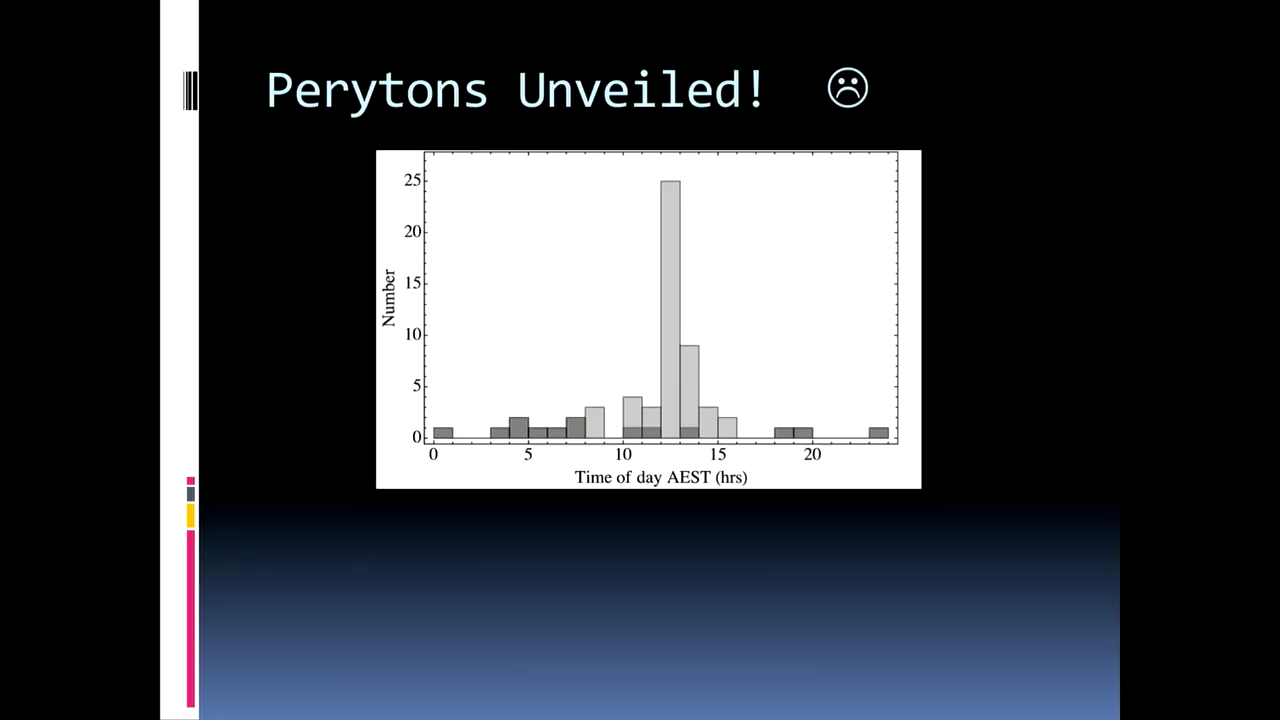 Perytons Unveiled! ☹
25
20
15
10
5
0
Number
0 5 10 15 20
Time of day AEST (hrs)